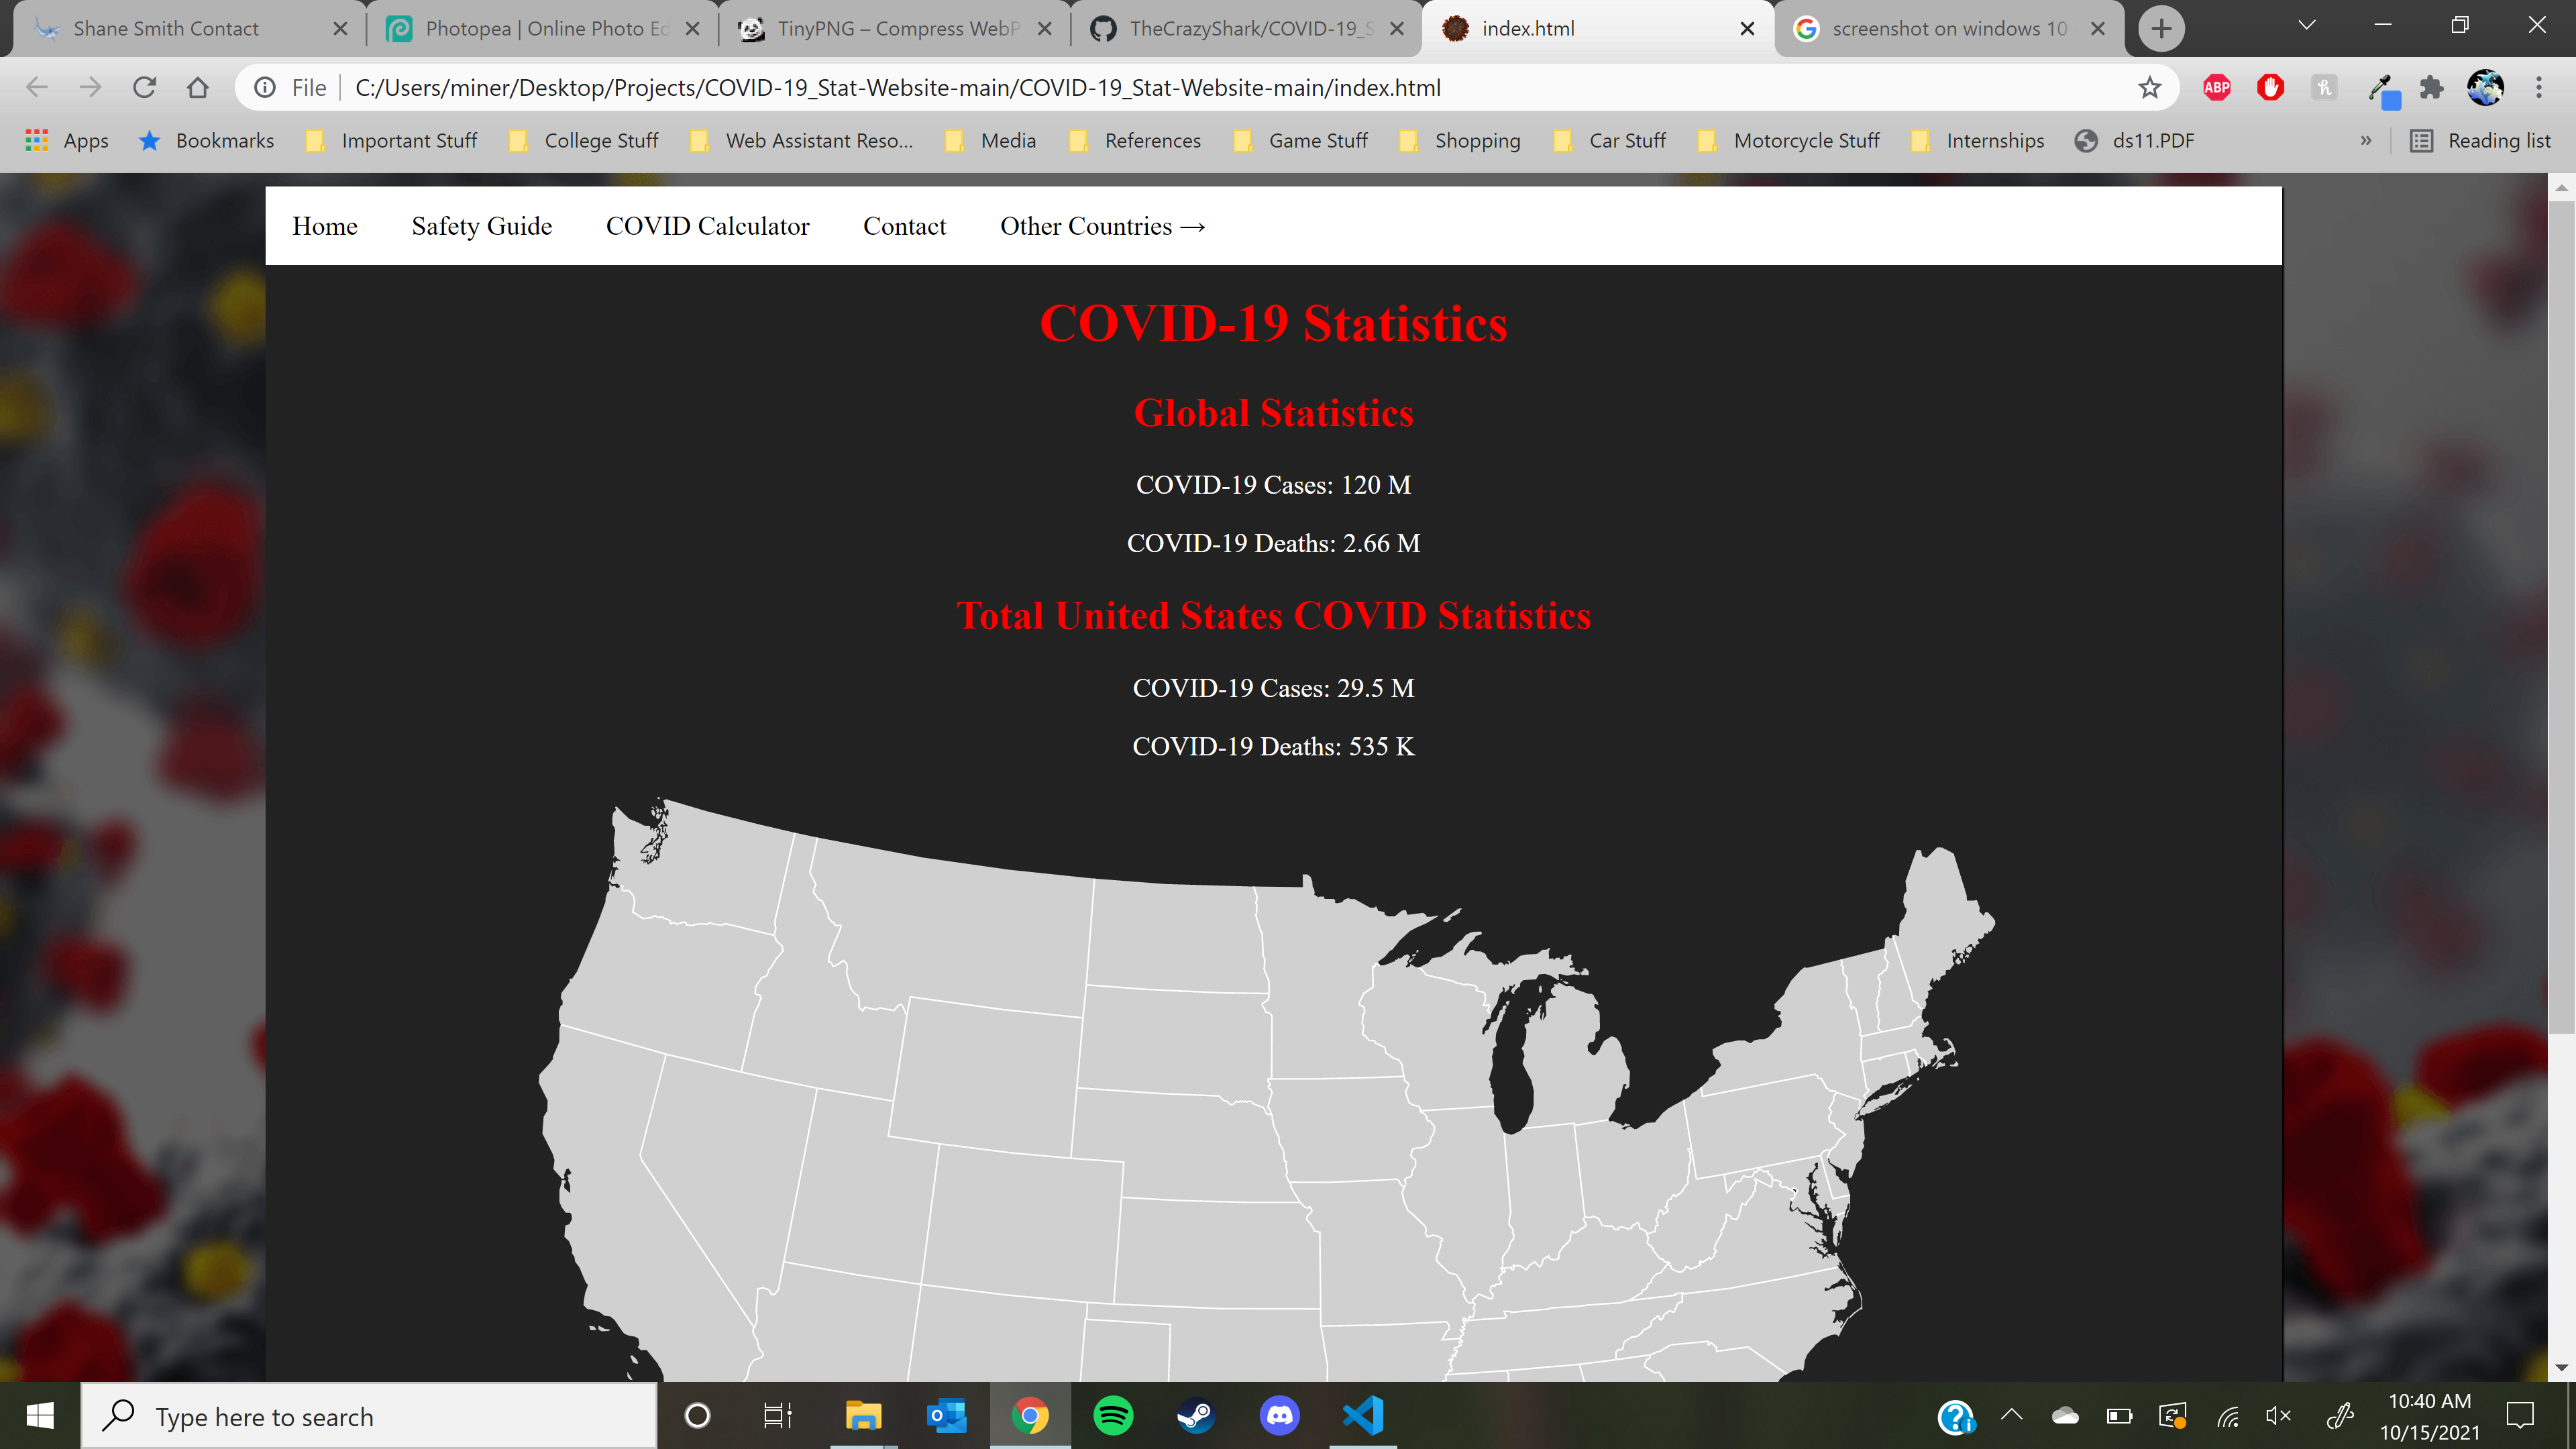 Shane Smith Contact
Photopea | Online Photo Ed
TinyPNG – Compress WebP
TheCrazyShark/COVID-19_S
index.html
screenshot on windows 10
File
C:/Users/miner/Desktop/Projects/COVID-19_Stat-Website-main/COVID-19_Stat-Website-main/index.html
ABP
Apps
Bookmarks
Important Stuff
College Stuff
Web Assistant Reso...
Media
References
Game Stuff
Shopping
Car Stuff
Motorcycle Stuff
Internships
ds11.PDF
»
Reading list
Home
Safety Guide
COVID Calculator
Contact
Other Countries →
COVID-19 Statistics
Global Statistics
COVID-19 Cases: 120 M
COVID-19 Deaths: 2.66 M
Total United States COVID Statistics
COVID-19 Cases: 29.5 M
COVID-19 Deaths: 535 K
Type here to search
10:40 AM
10/15/2021